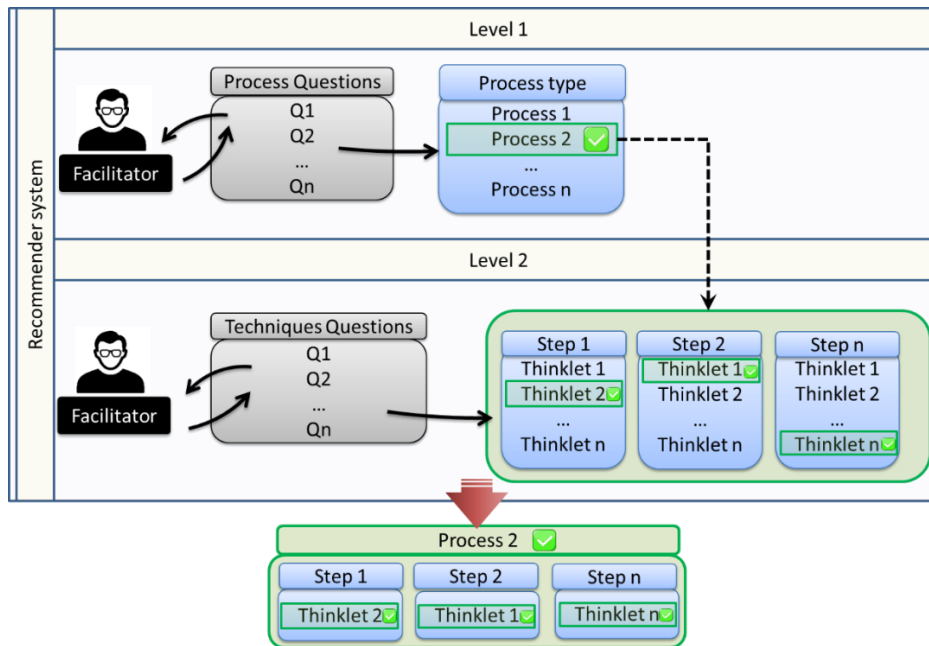 Recommender system
Level 1
Facilitator
Process Questions
Q1
Q2
...
Qn
Process type
Process 1
Process 2
...
Process n
Level 2
Facilitator
Techniques Questions
Q1
Q2
...
Qn
Step 1
Thinklet 1
Thinklet 2
...
Thinklet n
Step 2
Thinklet 1
Thinklet 2
...
Thinklet n
Step n
Thinklet 1
Thinklet 2
...
Thinklet n
Process 2
Step 1
Thinklet 2
Step 2
Thinklet 1
Step n
Thinklet n